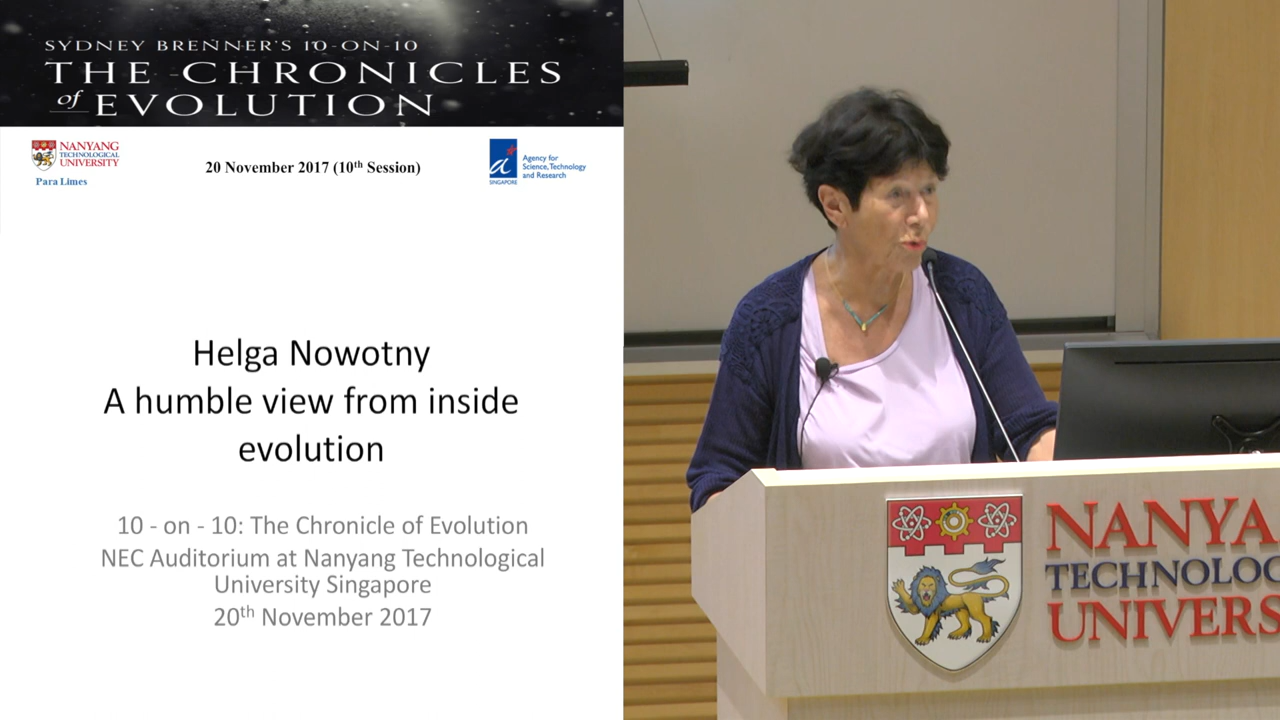 SYDNEY BRENNER'S 10-ON-10
THE CHRONICLES
of EVOLUTION
NANYANG
TECHNOLOGICAL
UNIVERSITY
Para Limes
20 November 2017 (10th Session)
SINGAPORE
Agency for
Science, Technology
and Research
Helga Nowotny
A humble view from inside
evolution
10 - on - 10: The Chronicle of Evolution
NEC Auditorium at Nanyang Technological
University Singapore
20th November 2017
NANYA
TECHNOLOG
UNIVERS